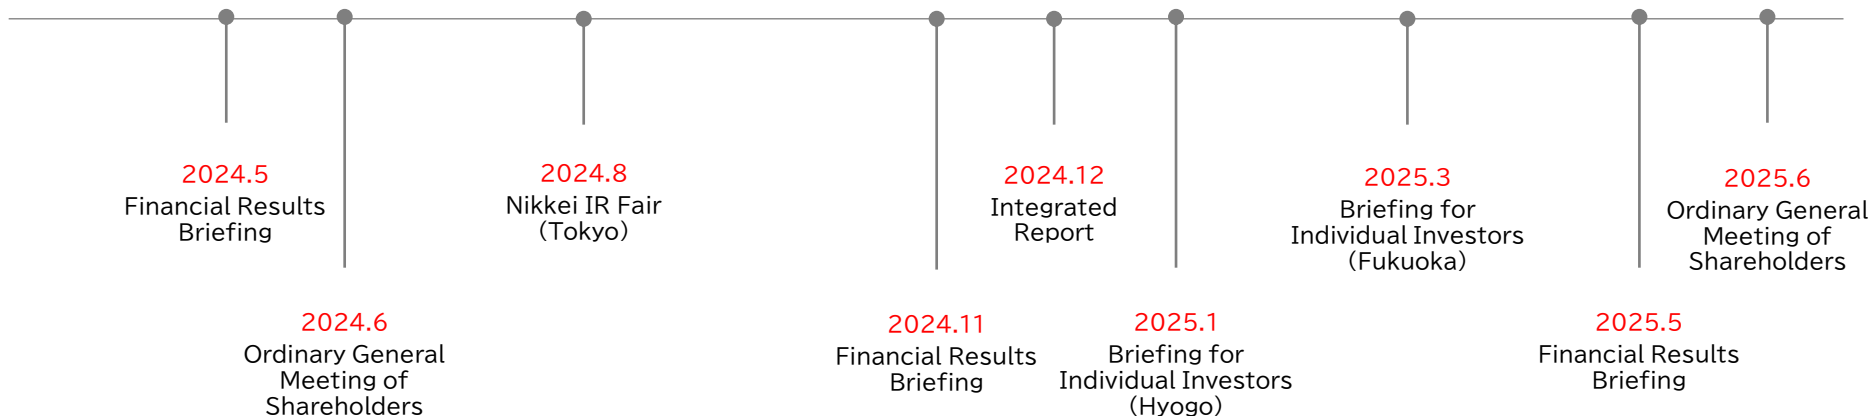 2024.5
Financial Results
Briefing
2024.6
Ordinary General
Meeting of
Shareholders
2024.8
Nikkei IR Fair
(Tokyo)
2024.11
Financial Results
Briefing
2024.12
Integrated
Report
2025.1
Briefing for
Individual Investors
(Hyogo)
2025.3
Briefing for
Individual Investors
(Fukuoka)
2025.5
Financial Results
Briefing
2025.6
Ordinary General
Meeting of
Shareholders